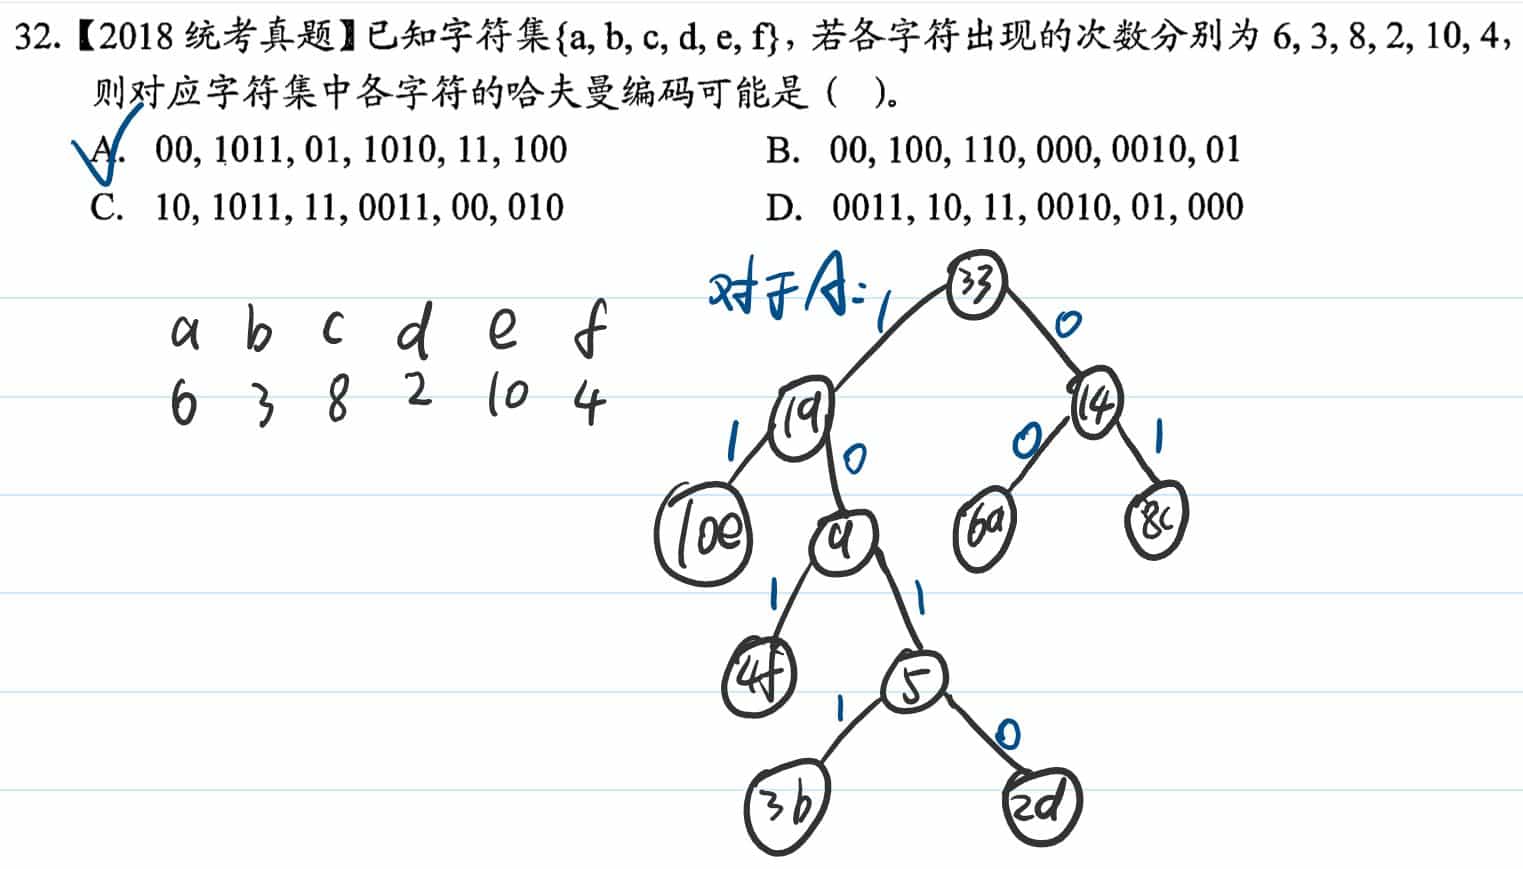 32.【2018 统考真题】已知字符集{a, b, c, d, e, f}，若各字符出现的次数分别为 6, 3, 8, 2, 10, 4,
则对应字符集中各字符的哈夫曼编码可能是（ ）。
A. 00, 1011, 01, 1010, 11, 100 B. 00, 100, 110, 000, 0010, 01
C. 10, 1011, 11, 0011, 00, 010 D. 0011, 10, 11, 0010, 01, 000
对于A:
33
1 0
a b c d e f
6 3 8 2 10 4
19 14
1 0 0 1
10e 9 6a 8c
1 1
4f 5
1 0
3b 2d